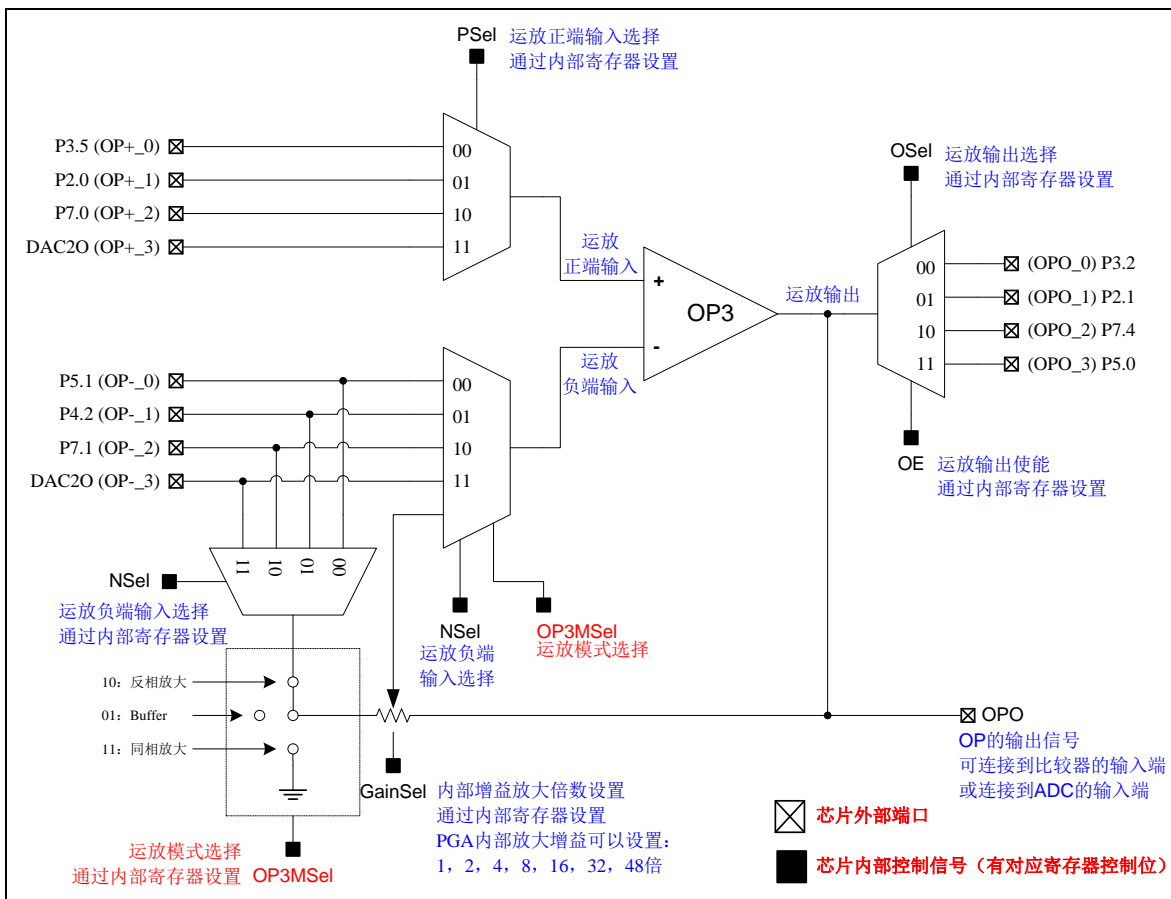 PSel
运放正端输入选择
通过内部寄存器设置
P3.5 (OP+_0)
P2.0 (OP+_1)
P7.0 (OP+_2)
DAC2O (OP+_3)
00
01
10
11
OSel
运放输出选择
通过内部寄存器设置
运放
正端输入
+
-
OP3
运放输出
00
01
10
11
(OPO_0) P3.2
(OPO_1) P2.1
(OPO_2) P7.4
(OPO_3) P5.0
运放
负端输入
P5.1 (OP-_0)
P4.2 (OP-_1)
P7.1 (OP-_2)
DAC2O (OP-_3)
00
01
10
11
OE
运放输出使能
通过内部寄存器设置
11
10
01
00
NSel
运放负端输入选择
通过内部寄存器设置
NSel
运放负端
输入选择
OP3MSel
运放模式选择
10：反相放大
01：Buffer
11：同相放大
GainSel
内部增益放大倍数设置
通过内部寄存器设置
PGA内部放大增益可以设置：
1，2，4，8，16，32，48倍
OPO
OP的输出信号
可连接到比较器的输入端
或连接到ADC的输入端
芯片外部端口
芯片内部控制信号（有对应寄存器控制位）
运放模式选择
通过内部寄存器设置 OP3MSel